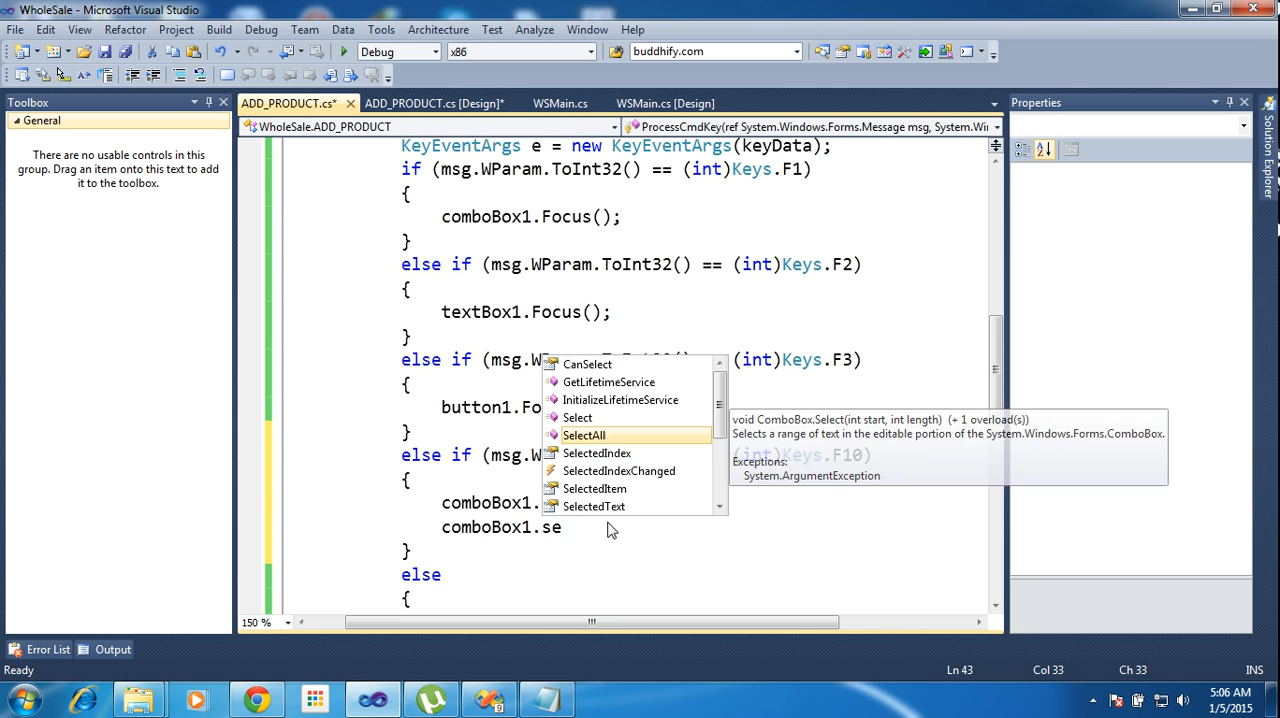 WholeSale - Microsoft Visual Studio
File Edit View Refactor Project Build Debug Team Data Tools Architecture Test Analyze Window Help
Debug x86 buddhify.com
Toolbox
General
There are no usable controls in this
group. Drag an item onto this text to add
it to the toolbox.
ADD_PRODUCT.cs* ADD_PRODUCT.cs [Design]* WSMain.cs WSMain.cs [Design]
WholeSale.ADD_PRODUCT ProcessCmdKey(ref System.Windows.Forms.Message msg, System.Wi
KeyEventArgs e = new KeyEventArgs(keyData);
if (msg.WParam.ToInt32() == (int)Keys.F1)
{
comboBox1.Focus();
}
else if (msg.WParam.ToInt32() == (int)Keys.F2)
{
textBox1.Focus();
}
else if (msg.W (int)Keys.F3)
{
button1.Fo
}
else if (msg.W (int)Keys.F10)
{
comboBox1.
comboBox1.se
}
else
{
CanSelect
GetLifetimeService
InitializeLifetimeService
Select
SelectAll
SelectedIndex
SelectedIndexChanged
SelectedItem
SelectedText
void ComboBox.Select(int start, int length) (+ 1 overload(s))
Selects a range of text in the editable portion of the System.Windows.Forms.ComboBox.
Exceptions:
System.ArgumentException
150 %
Properties
Solution Explorer
Error List Output
Ready Ln 43 Col 33 Ch 33 INS
5:06 AM
1/5/2015